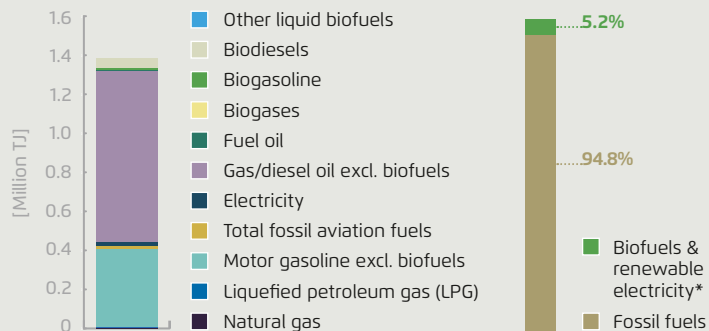 [Million TJ]
1.6
1.4
1.2
1.0
0.8
0.6
0.4
0.2
0
Other liquid biofuels
Biodiesels
Biogasoline
Biogases
Fuel oil
Gas/diesel oil excl. biofuels
Electricity
Total fossil aviation fuels
Motor gasoline excl. biofuels
Liquefied petroleum gas (LPG)
Natural gas
5.2%
94.8%
Biofuels &
renewable
electricity*
Fossil fuels